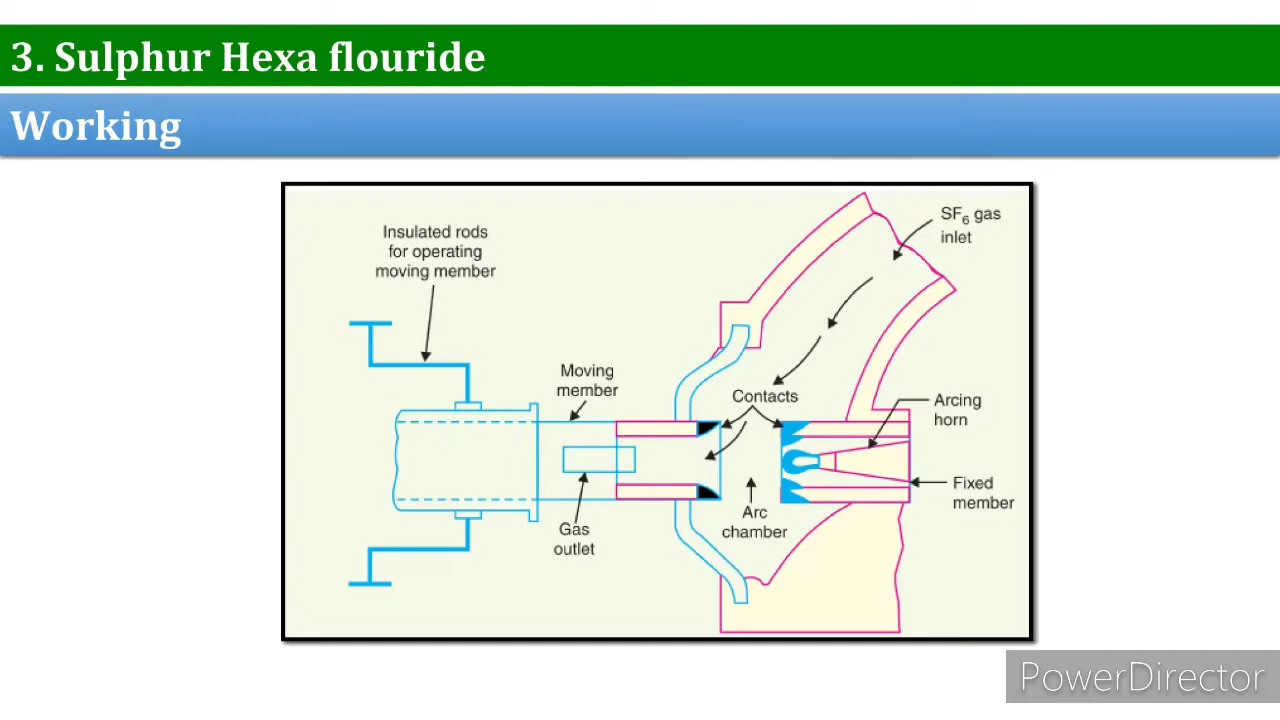 3. Sulphur Hexa flouride
Working
Insulated rods
for operating
moving member
SF6 gas
inlet
Moving
member
Contacts
Arcing
horn
Fixed
member
Arc
chamber
Gas
outlet
PowerDirector